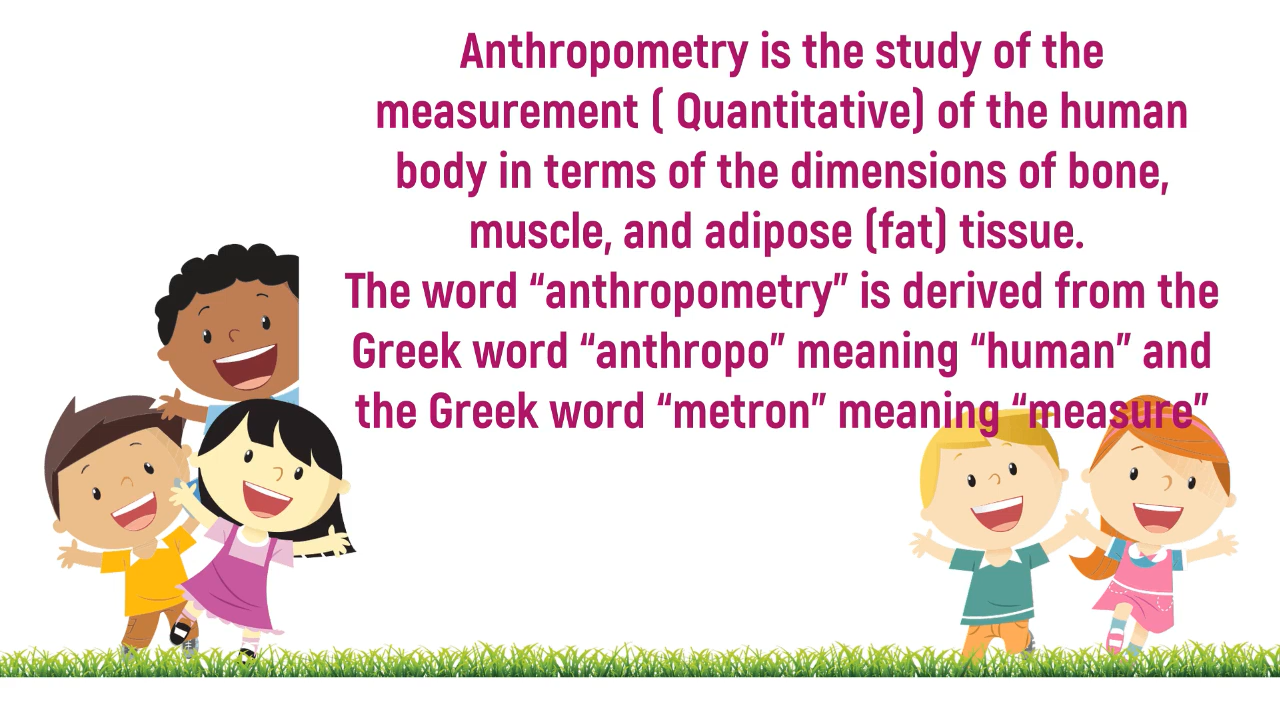 Anthropometry is the study of the
measurement ( Quantitative) of the human
body in terms of the dimensions of bone,
muscle, and adipose (fat) tissue.
The word “anthropometry” is derived from the
Greek word “anthropo” meaning “human” and
the Greek word “metron” meaning “measure”